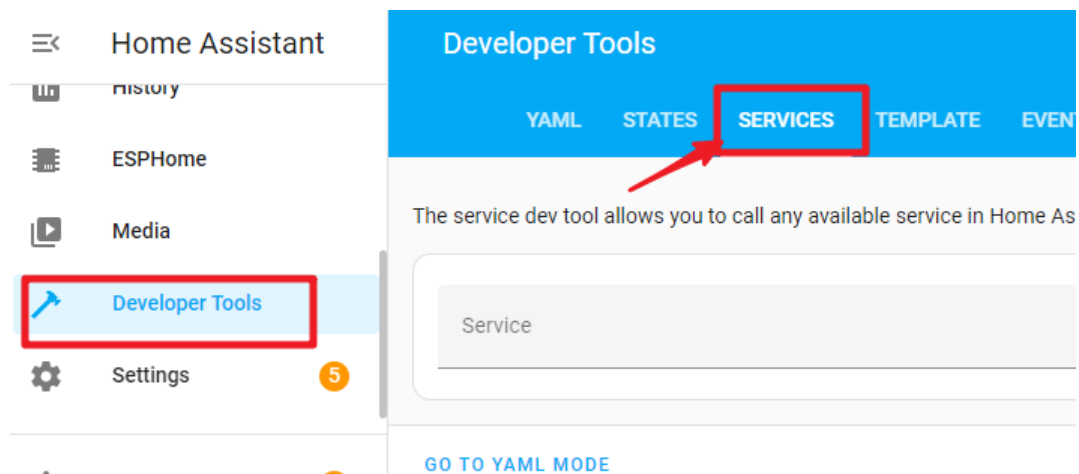 Home Assistant
History
ESPHome
Media
Developer Tools
Settings
5
Developer Tools
YAML
STATES
SERVICES
TEMPLATE
EVENT
The service dev tool allows you to call any available service in Home As
Service
GO TO YAML MODE